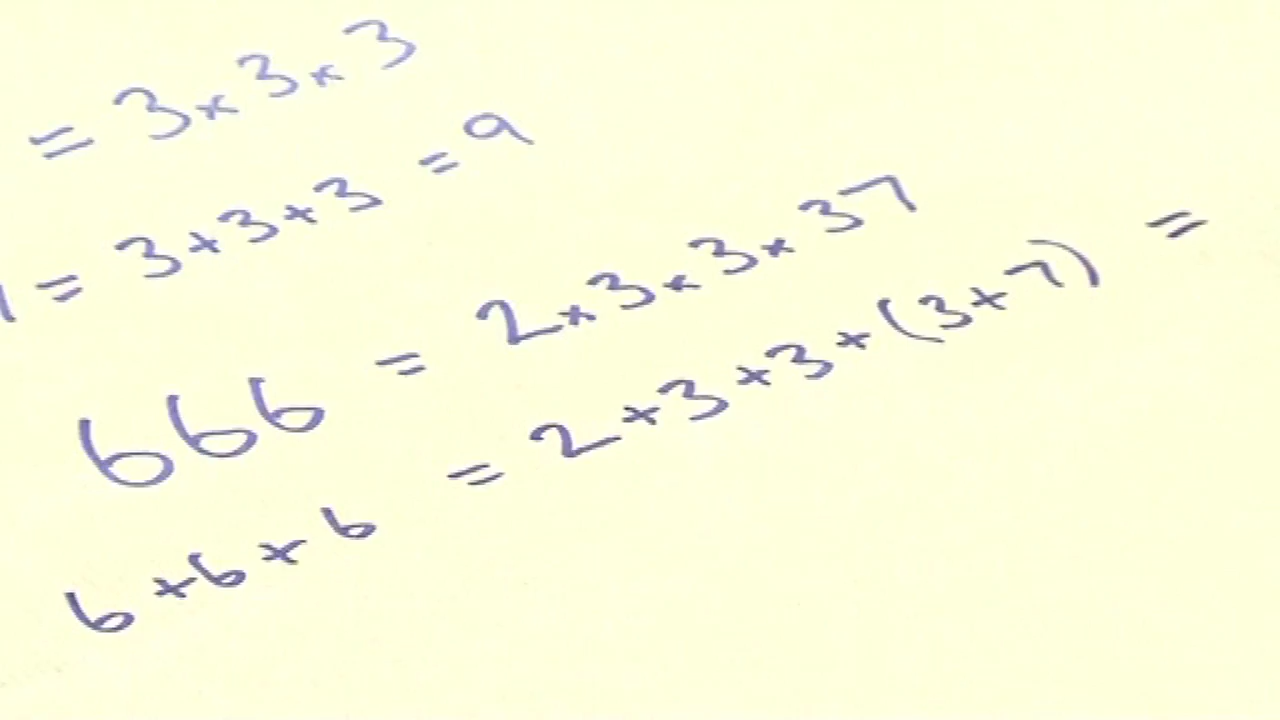 = 3 × 3 × 3
= 3 + 3 + 3 = 9
666 = 2 × 3 × 3 × 37
6 + 6 + 6 = 2 + 3 + 3 + (3 + 7) =